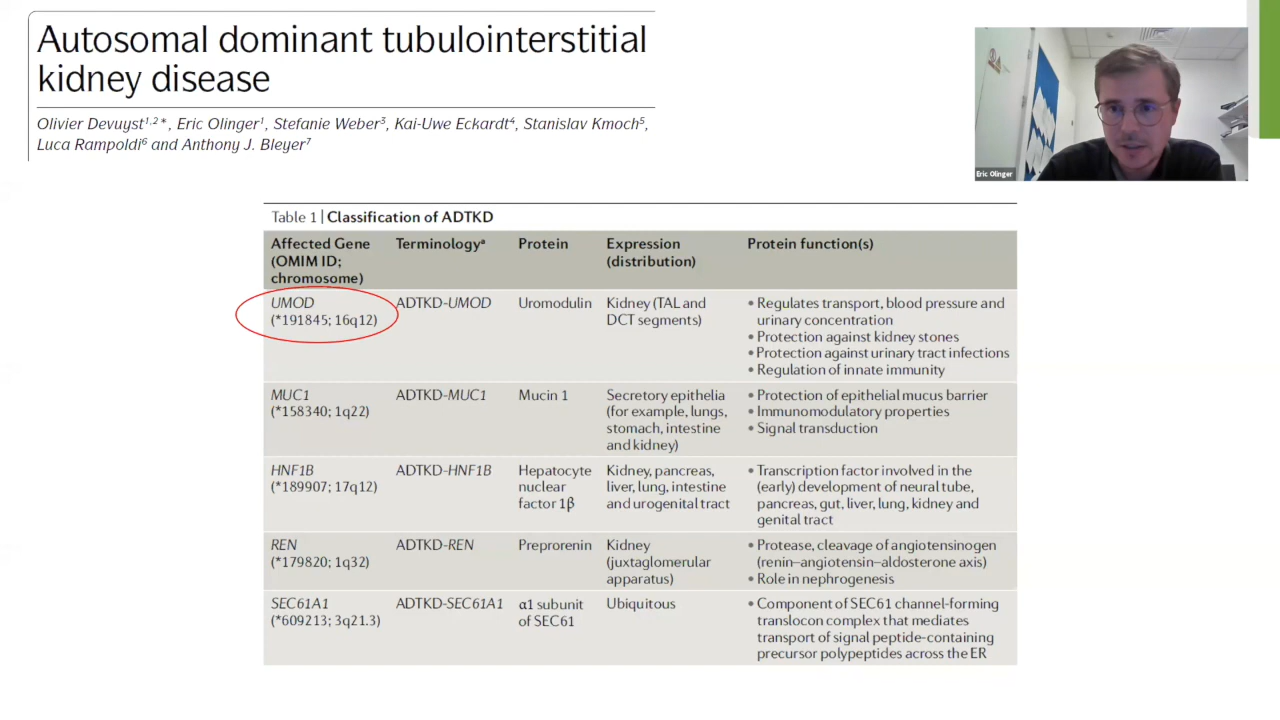 Autosomal dominant tubulointerstitial
kidney disease
Olivier Devuyst1,2*, Eric Olinger1, Stefanie Weber3, Kai-Uwe Eckardt4, Stanislav Kmoch5,
Luca Rampoldi6 and Anthony J. Bleyer7
Eric Olinger
Table 1 | Classification of ADTKD
Affected Gene
(OMIM ID;
chromosome)
Terminologya
Protein
Expression
(distribution)
Protein function(s)
UMOD
(*191845; 16q12)
ADTKD-UMOD
Uromodulin
Kidney (TAL and
DCT segments)
• Regulates transport, blood pressure and
urinary concentration
• Protection against kidney stones
• Protection against urinary tract infections
• Regulation of innate immunity
MUC1
(*158340; 1q22)
ADTKD-MUC1
Mucin 1
Secretory epithelia
(for example, lungs,
stomach, intestine
and kidney)
• Protection of epithelial mucus barrier
• Immunomodulatory properties
• Signal transduction
HNF1B
(*189907; 17q12)
ADTKD-HNF1B
Hepatocyte
nuclear
factor 1β
Kidney, pancreas,
liver, lung, intestine
and urogenital tract
• Transcription factor involved in the
(early) development of neural tube,
pancreas, gut, liver, lung, kidney and
genital tract
REN
(*179820; 1q32)
ADTKD-REN
Preprorenin
Kidney
(juxtaglomerular
apparatus)
• Protease, cleavage of angiotensinogen
(renin–angiotensin–aldosterone axis)
• Role in nephrogenesis
SEC61A1
(*609213; 3q21.3)
ADTKD-SEC61A1
α1 subunit
of SEC61
Ubiquitous
• Component of SEC61 channel-forming
translocon complex that mediates
transport of signal peptide-containing
precursor polypeptides across the ER